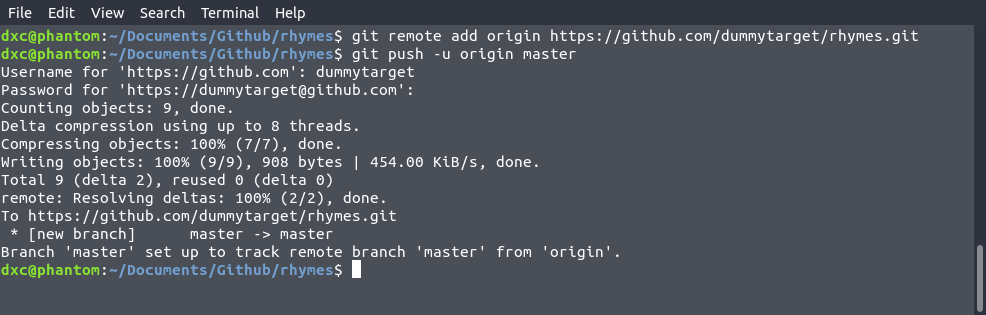 File Edit View Search Terminal Help
dxc@phantom:~/Documents/Github/rhymes$ git remote add origin https://github.com/dummytarget/rhymes.git
dxc@phantom:~/Documents/Github/rhymes$ git push -u origin master
Username for 'https://github.com': dummytarget
Password for 'https://dummytarget@github.com':
Counting objects: 9, done.
Delta compression using up to 8 threads.
Compressing objects: 100% (7/7), done.
Writing objects: 100% (9/9), 908 bytes | 454.00 KiB/s, done.
Total 9 (delta 2), reused 0 (delta 0)
remote: Resolving deltas: 100% (2/2), done.
To https://github.com/dummytarget/rhymes.git
 * [new branch]      master -> master
Branch 'master' set up to track remote branch 'master' from 'origin'.
dxc@phantom:~/Documents/Github/rhymes$